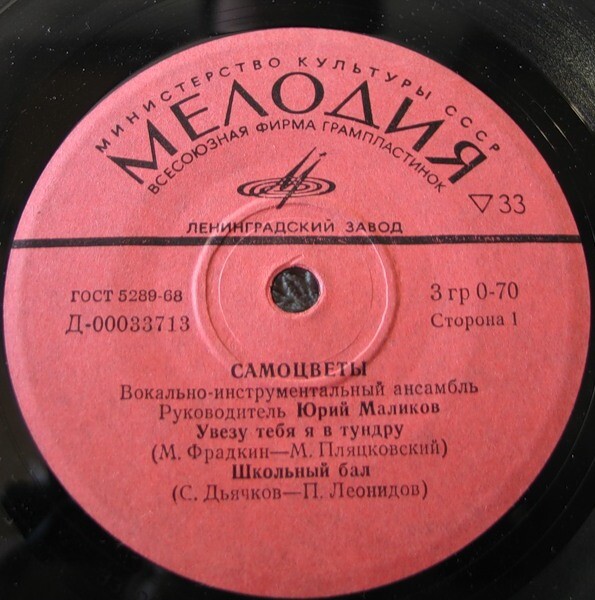 МИНИСТЕРСТВО КУЛЬТУРЫ СССР
МЕЛОДИЯ
ВСЕСОЮЗНАЯ ФИРМА ГРАМПЛАСТИНОК
▽ 33
ЛЕНИНГРАДСКИЙ ЗАВОД
ГОСТ 5289-68
Д-00033713
3 гр 0-70
Сторона 1
САМОЦВЕТЫ
Вокально-инструментальный ансамбль
Руководитель Юрий Маликов
Увезу тебя я в тундру
(М. Фрадкин—М. Пляцковский)
Школьный бал
(С. Дьячков—П. Леонидов)